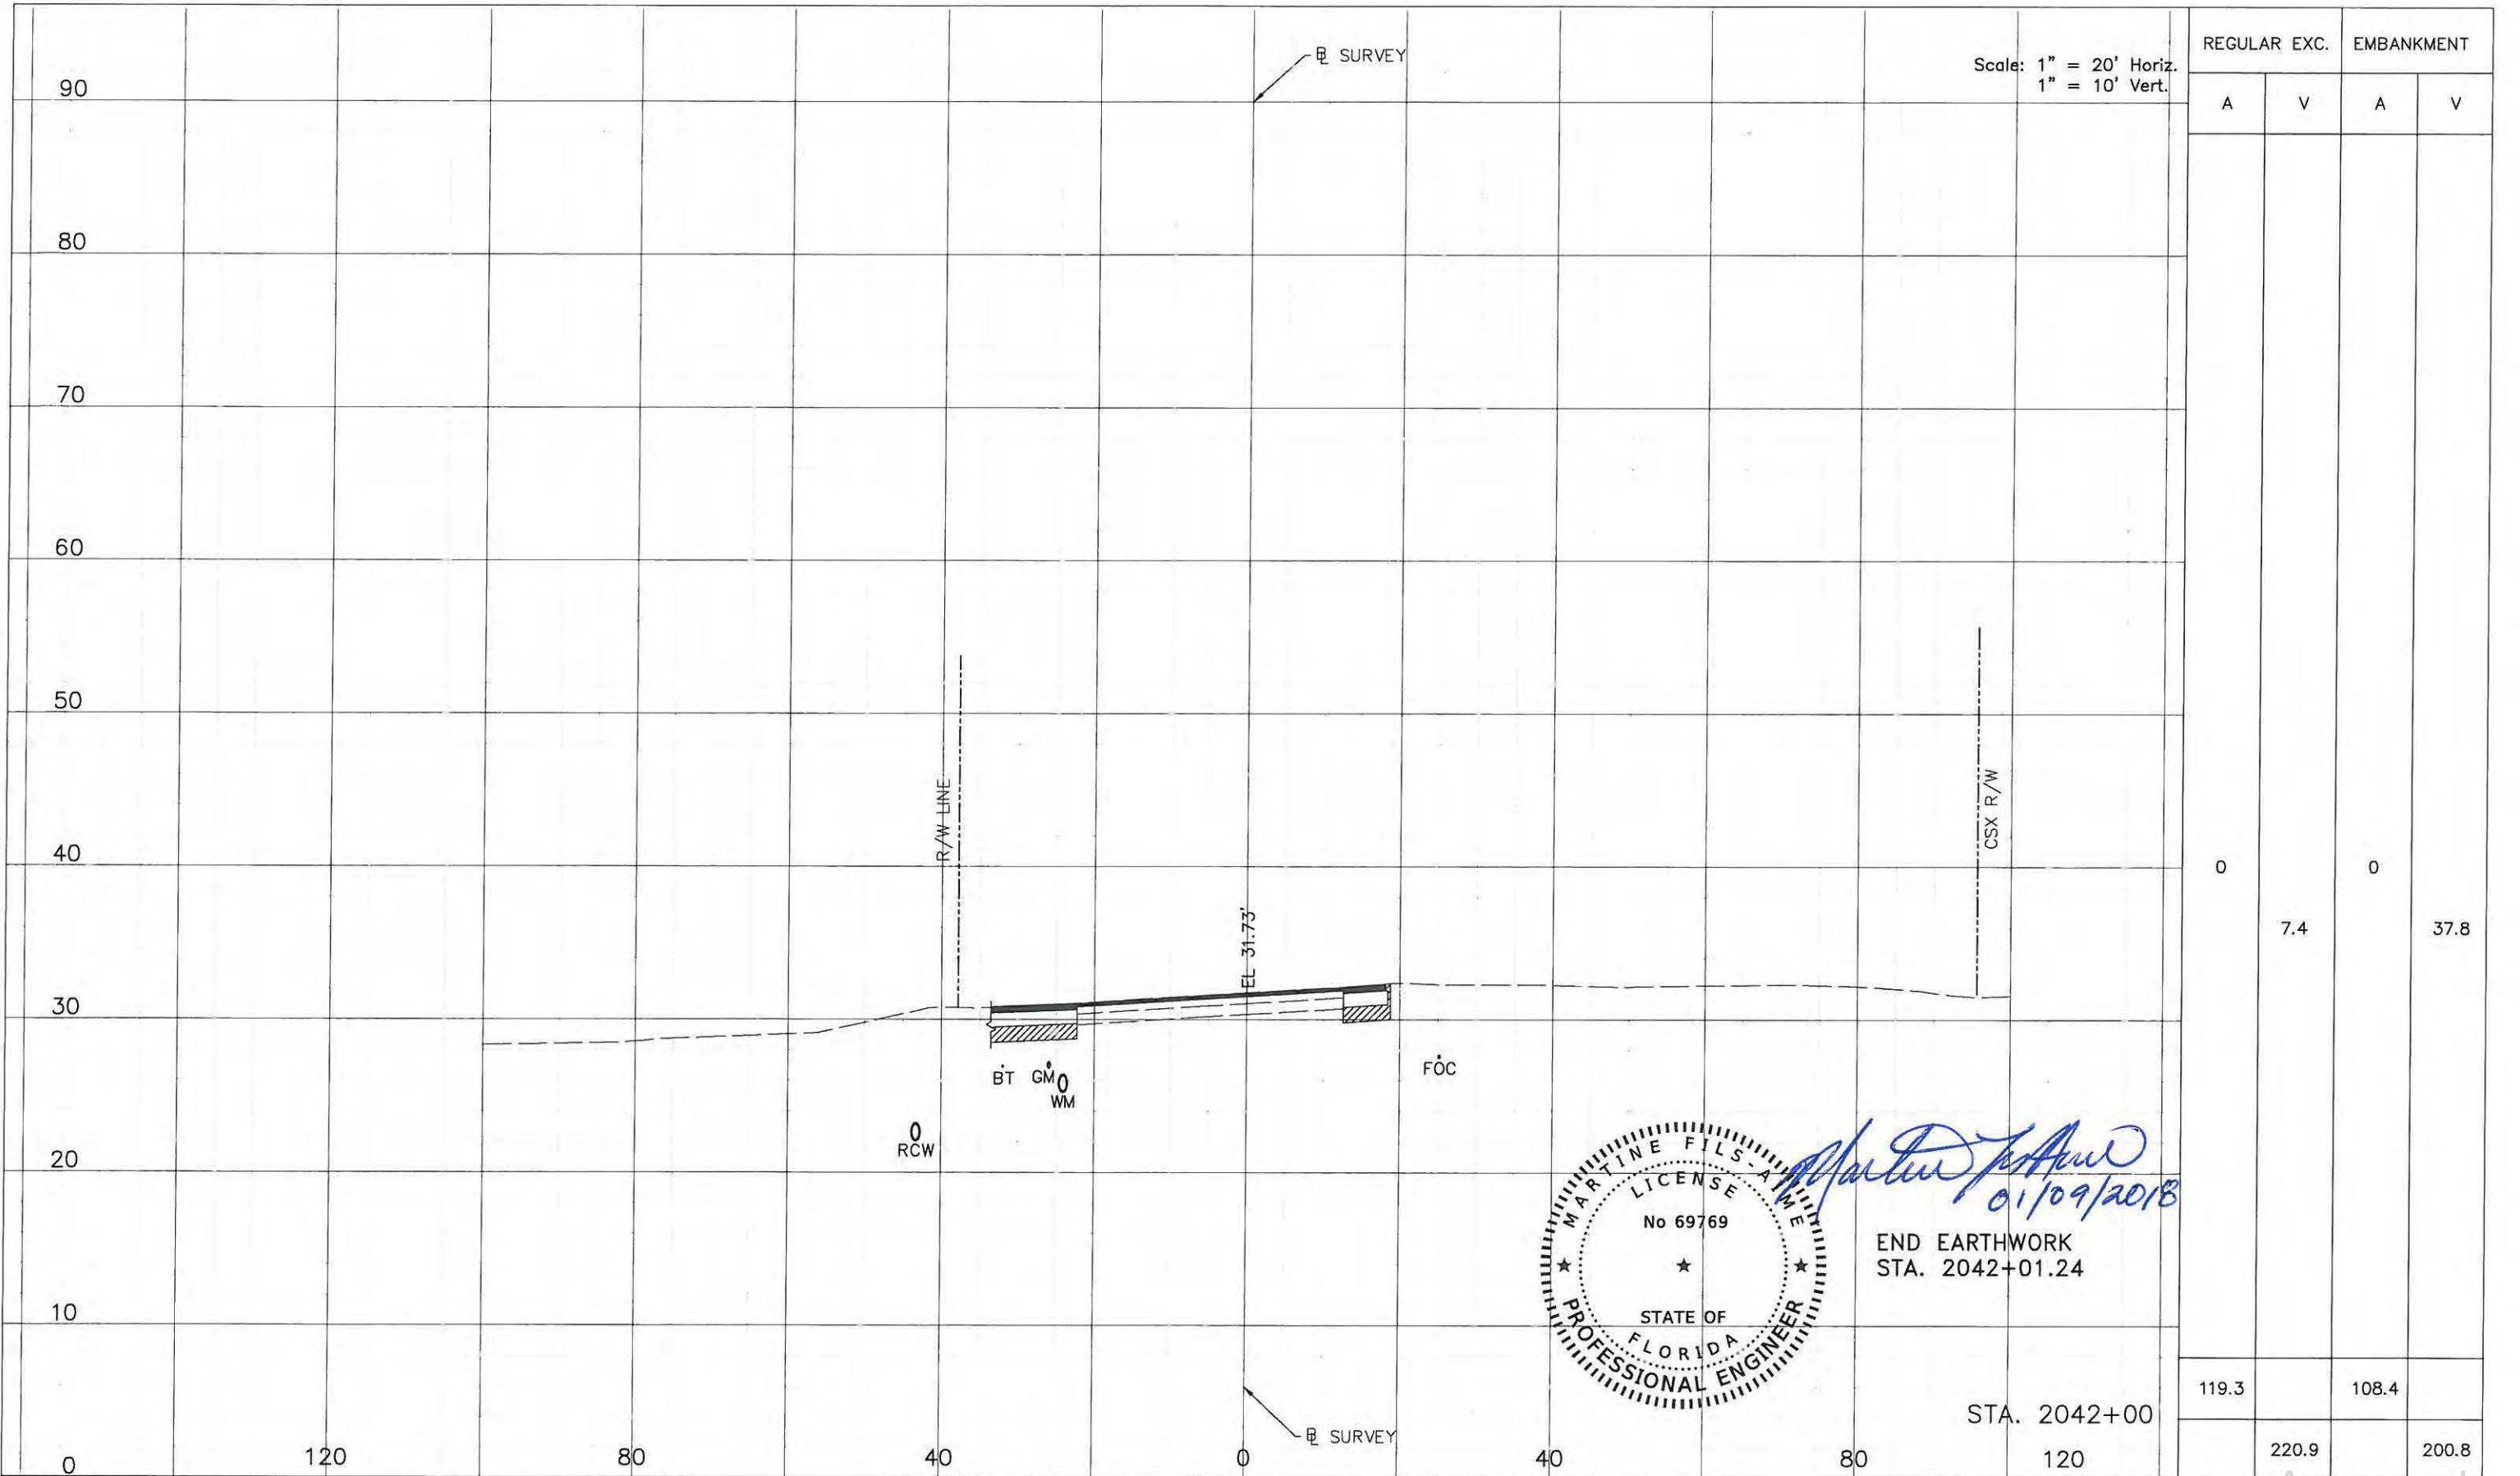 REGULAR EXC. EMBANKMENT
A V A V
Scale: 1" = 20' Horiz.
1" = 10' Vert.
℄ SURVEY
90
80
70
60
50
40
30
20
10
0
R/W LINE
EL 31.73'
CSX R/W
0 0
7.4 37.8
BT GM
WM
FOC
RCW
MARTINE FILS-AIME
LICENSE
No 69769
STATE OF
FLORIDA
PROFESSIONAL ENGINEER
01/09/2018
END EARTHWORK
STA. 2042+01.24
119.3 108.4
STA. 2042+00
℄ SURVEY
220.9 200.8
120 80 40 0 40 80 120